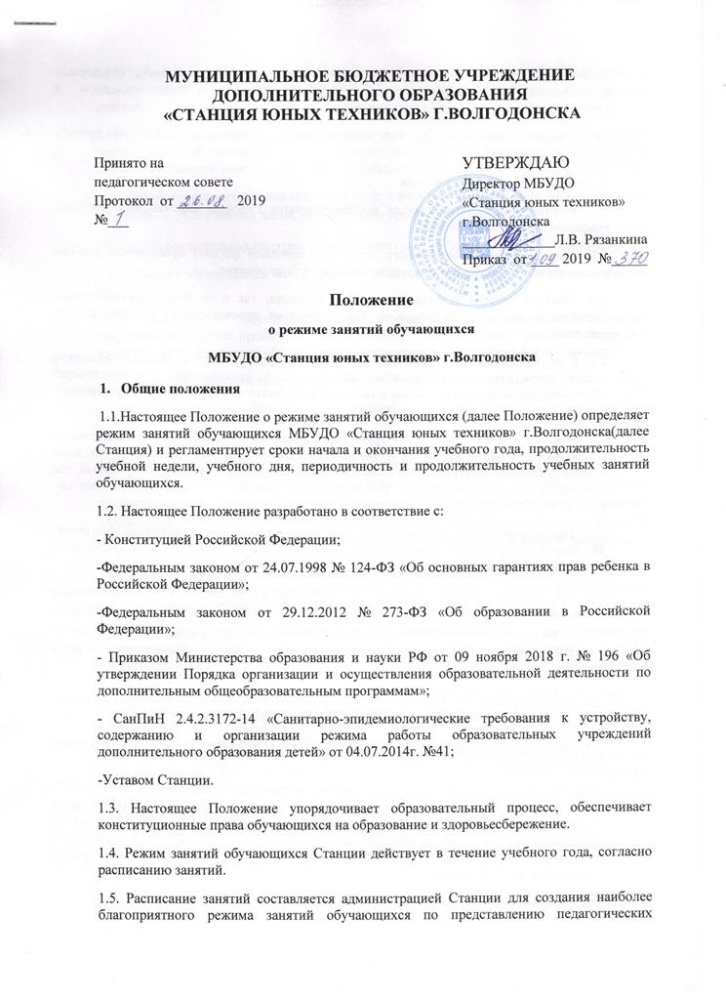 МУНИЦИПАЛЬНОЕ БЮДЖЕТНОЕ УЧРЕЖДЕНИЕ
ДОПОЛНИТЕЛЬНОГО ОБРАЗОВАНИЯ
«СТАНЦИЯ ЮНЫХ ТЕХНИКОВ» Г.ВОЛГОДОНСКА
Принято на
педагогическом совете
Протокол от 26.08 2019
№ 1
УТВЕРЖДАЮ
Директор МБУДО
«Станция юных техников»
г.Волгодонска
Л.В. Рязанкина
Приказ от 1.09 2019 № 370
Положение
о режиме занятий обучающихся
МБУДО «Станция юных техников» г.Волгодонска
1. Общие положения
1.1.Настоящее Положение о режиме занятий обучающихся (далее Положение) определяет
режим занятий обучающихся МБУДО «Станция юных техников» г.Волгодонска(далее
Станция) и регламентирует сроки начала и окончания учебного года, продолжительность
учебной недели, учебного дня, периодичность и продолжительность учебных занятий
обучающихся.
1.2. Настоящее Положение разработано в соответствие с:
- Конституцией Российской Федерации;
-Федеральным законом от 24.07.1998 № 124-ФЗ «Об основных гарантиях прав ребенка в
Российской Федерации»;
-Федеральным законом от 29.12.2012 № 273-ФЗ «Об образовании в Российской
Федерации»;
- Приказом Министерства образования и науки РФ от 09 ноября 2018 г. № 196 «Об
утверждении Порядка организации и осуществления образовательной деятельности по
дополнительным общеобразовательным программам»;
- СанПиН 2.4.2.3172-14 «Санитарно-эпидемиологические требования к устройству,
содержанию и организации режима работы образовательных учреждений
дополнительного образования детей» от 04.07.2014г. №41;
-Уставом Станции.
1.3. Настоящее Положение упорядочивает образовательный процесс, обеспечивает
конституционные права обучающихся на образование и здоровьесбережение.
1.4. Режим занятий обучающихся Станции действует в течение учебного года, согласно
расписанию занятий.
1.5. Расписание занятий составляется администрацией Станции для создания наиболее
благоприятного режима занятий обучающихся по представлению педагогических